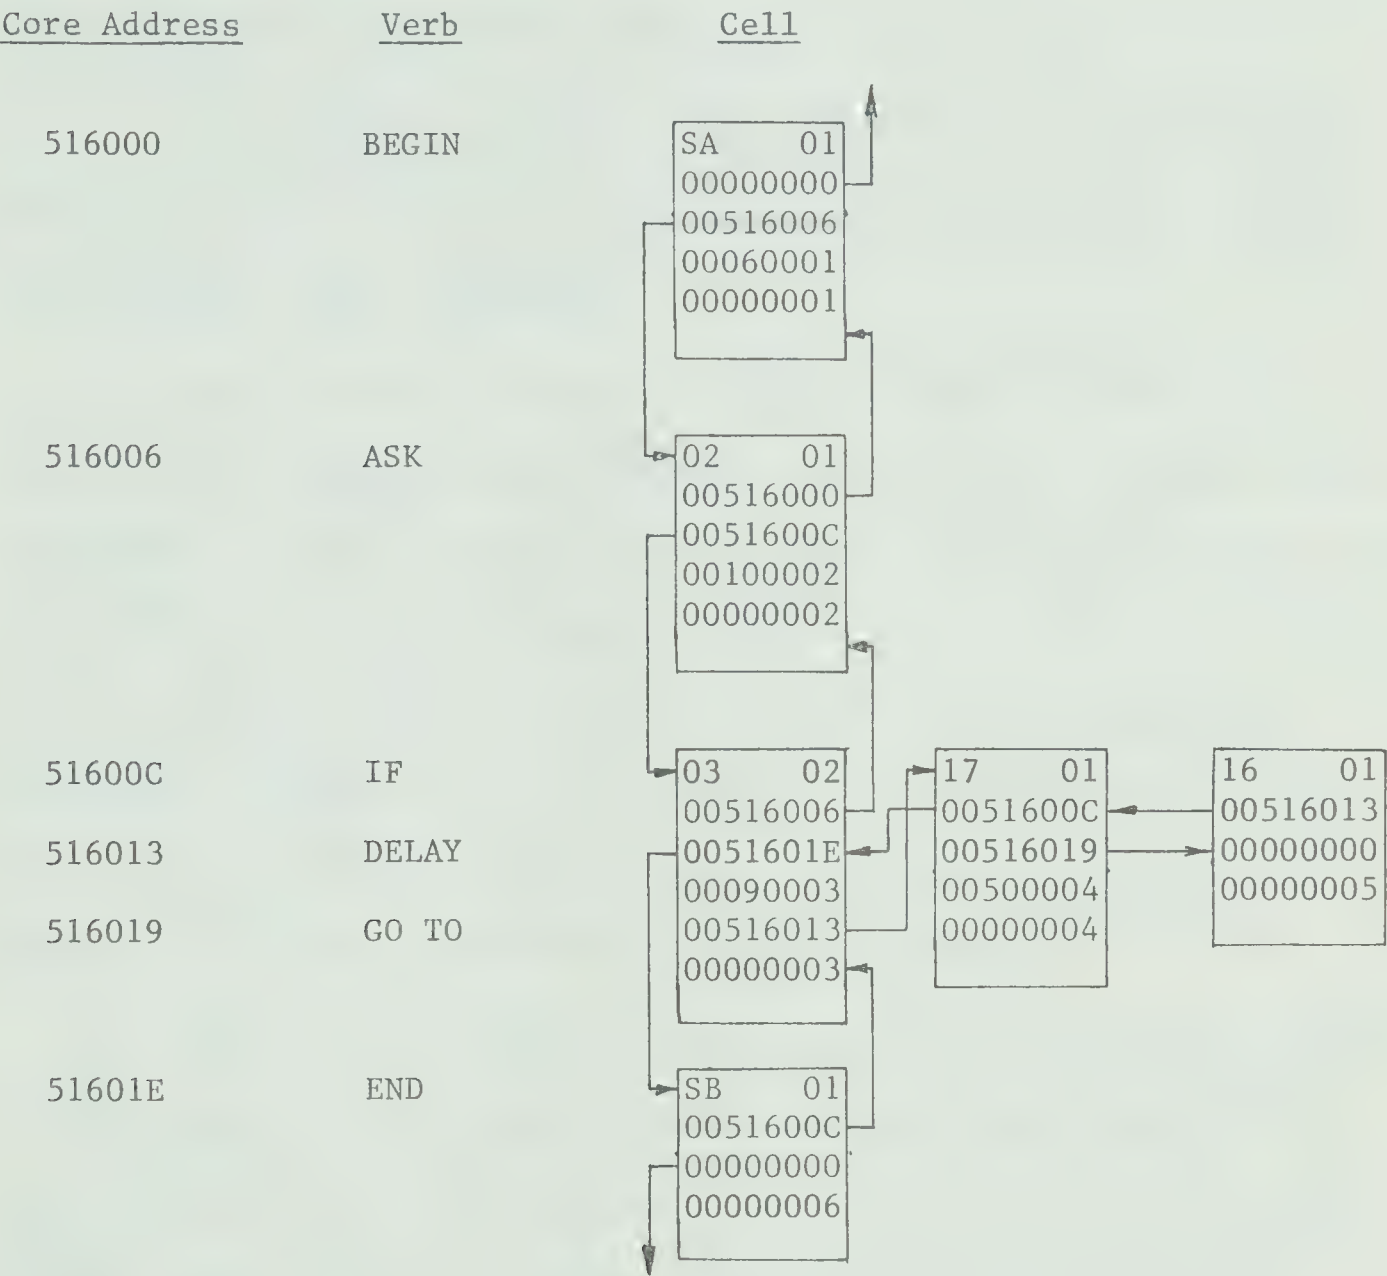 Core Address Verb Cell
516000 BEGIN SA 01
00000000
00516006
00060001
00000001
516006 ASK 02 01
00516000
0051600C
00100002
00000002
51600C IF 03 02 17 01 16 01
00516006 0051600C 00516013
516013 DELAY 0051601E 00516019 00000000
00090003 00500004 00000005
516019 GO TO 00516013 00000004
00000003
51601E END SB 01
0051600C
00000000
00000006